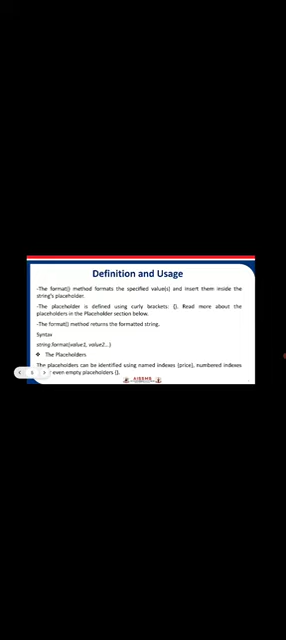 Definition and Usage
-The format() method formats the specified value(s) and insert them inside the
string's placeholder.
-The placeholder is defined using curly brackets: {}. Read more about the
placeholders in the Placeholder section below.
-The format() method returns the formatted string.
Syntax
string.format(value1, value2...)
❖ The Placeholders
The placeholders can be identified using named indexes {price}, numbered indexes
even empty placeholders {}.